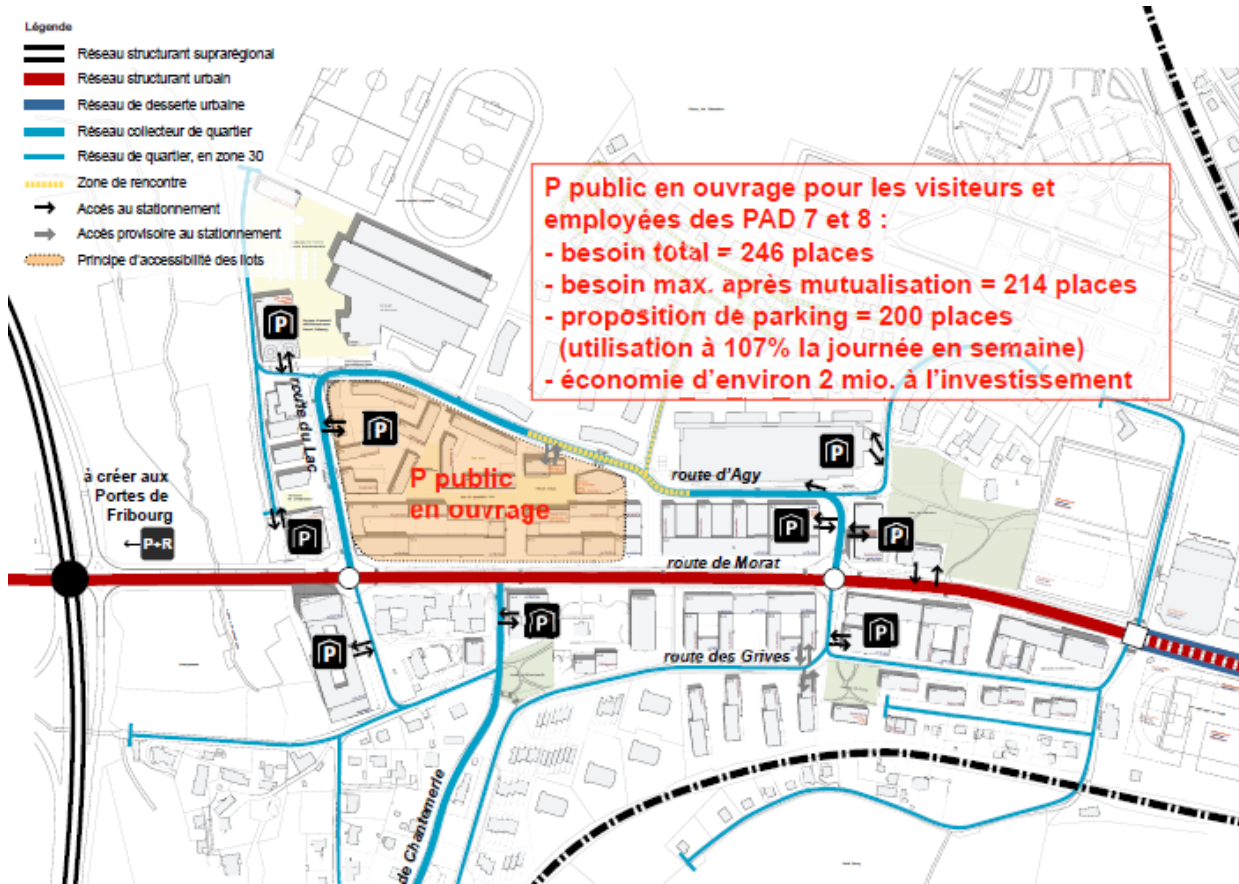 Légende
Réseau structurant suprarégional
Réseau structurant urbain
Réseau de desserte urbaine
Réseau collecteur de quartier
Réseau de quartier, en zone 30
Zone de rencontre
Accès au stationnement
Accès provisoire au stationnement
Principe d'accessibilité des îlots
P public en ouvrage pour les visiteurs et
employées des PAD 7 et 8 :
- besoin total = 246 places
- besoin max. après mutualisation = 214 places
- proposition de parking = 200 places
(utilisation à 107% la journée en semaine)
- économie d'environ 2 mio. à l'investissement
P
route du Lac
P
P
route d'Agy
à créer aux
Portes de
Fribourg
P+R
P public
en ouvrage
P
P
P
route de Morat
P
P
P
route des Grives
de Chantemerle